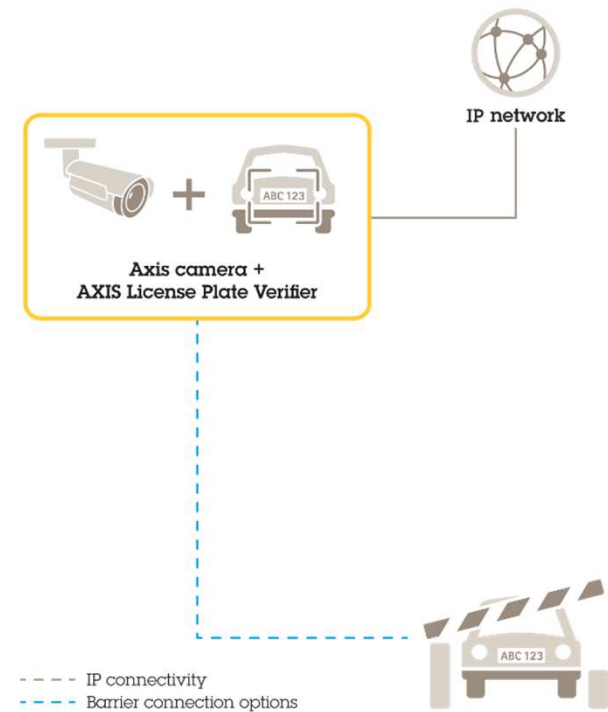 IP network
ABC 123
Axis camera +
AXIS License Plate Verifier
ABC 123
IP connectivity
Barrier connection options